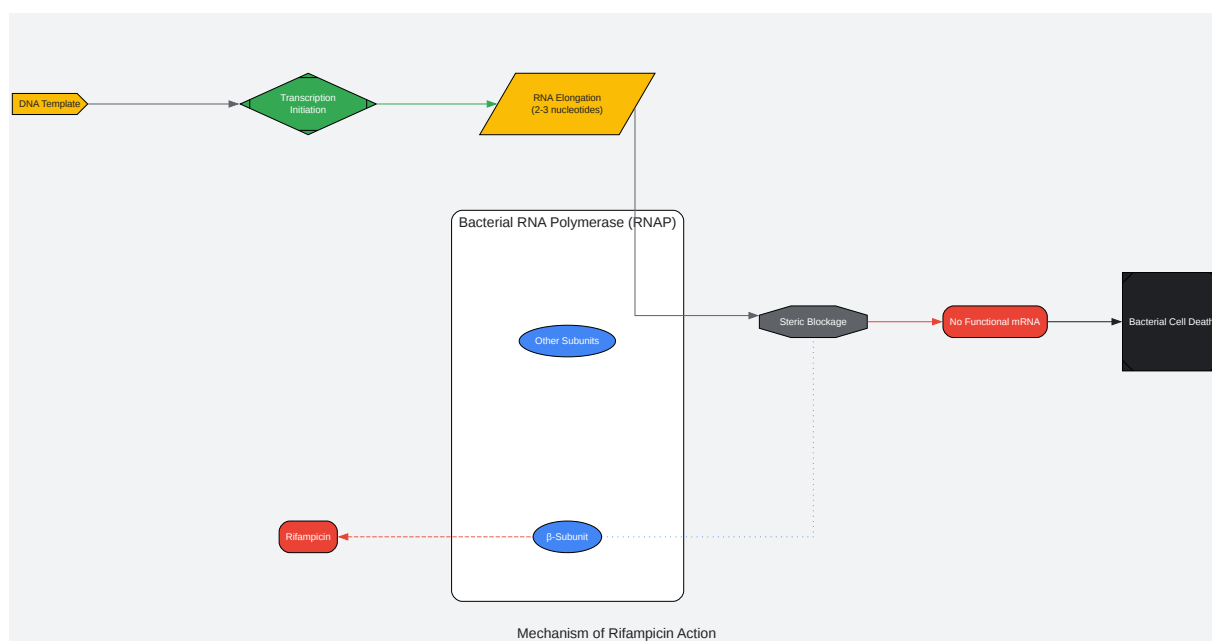 DNA Template
Transcription
Initiation
RNA Elongation
(2-3 nucleotides)
Bacterial RNA Polymerase (RNAP)
Other Subunits
Steric Blockage
No Functional mRNA
Bacterial Cell Death
Rifampicin
β-Subunit
Mechanism of Rifampicin Action